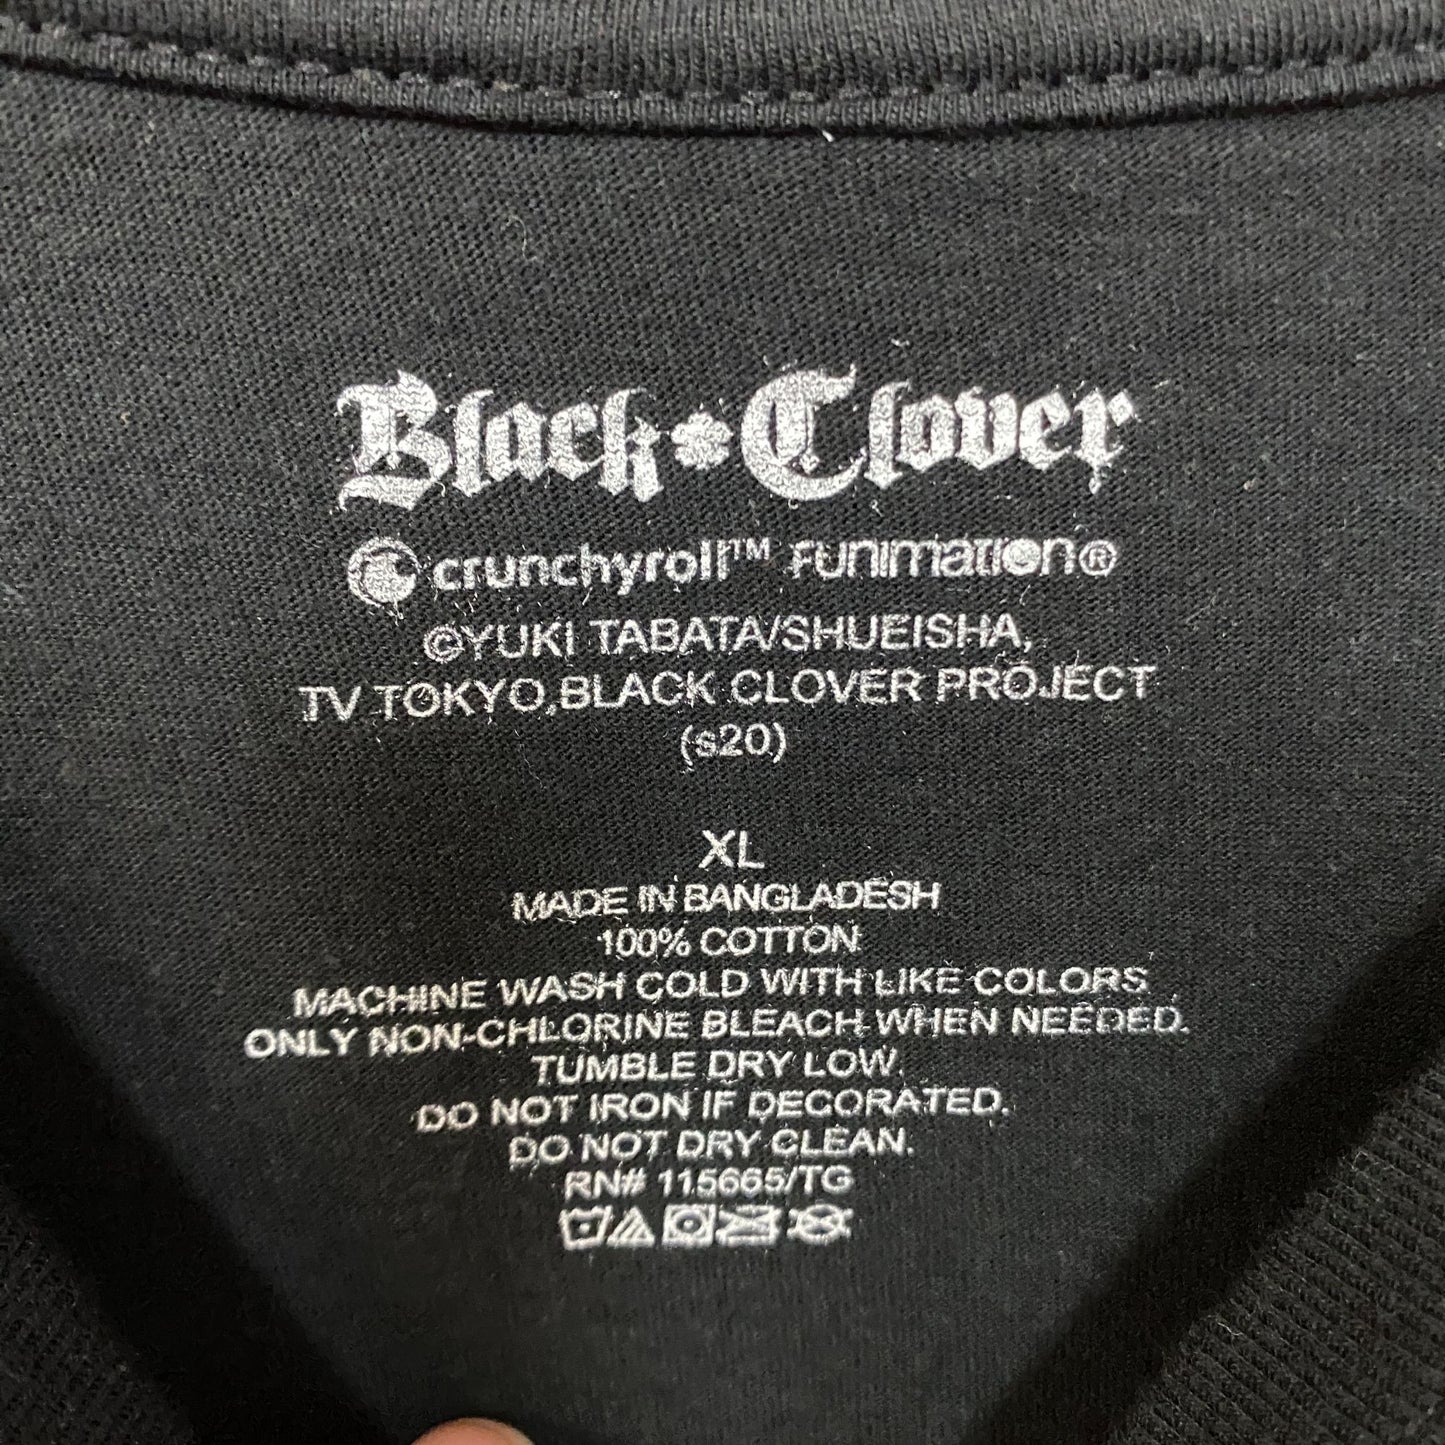 Black Clover
crunchyroll™ FUNIMATION®
©YUKI TABATA/SHUEISHA,
TV TOKYO,BLACK CLOVER PROJECT
(s20)
XL
MADE IN BANGLADESH
100% COTTON
MACHINE WASH COLD WITH LIKE COLORS
ONLY NON-CHLORINE BLEACH WHEN NEEDED.
TUMBLE DRY LOW.
DO NOT IRON IF DECORATED.
DO NOT DRY CLEAN.
RN# 115665/TG